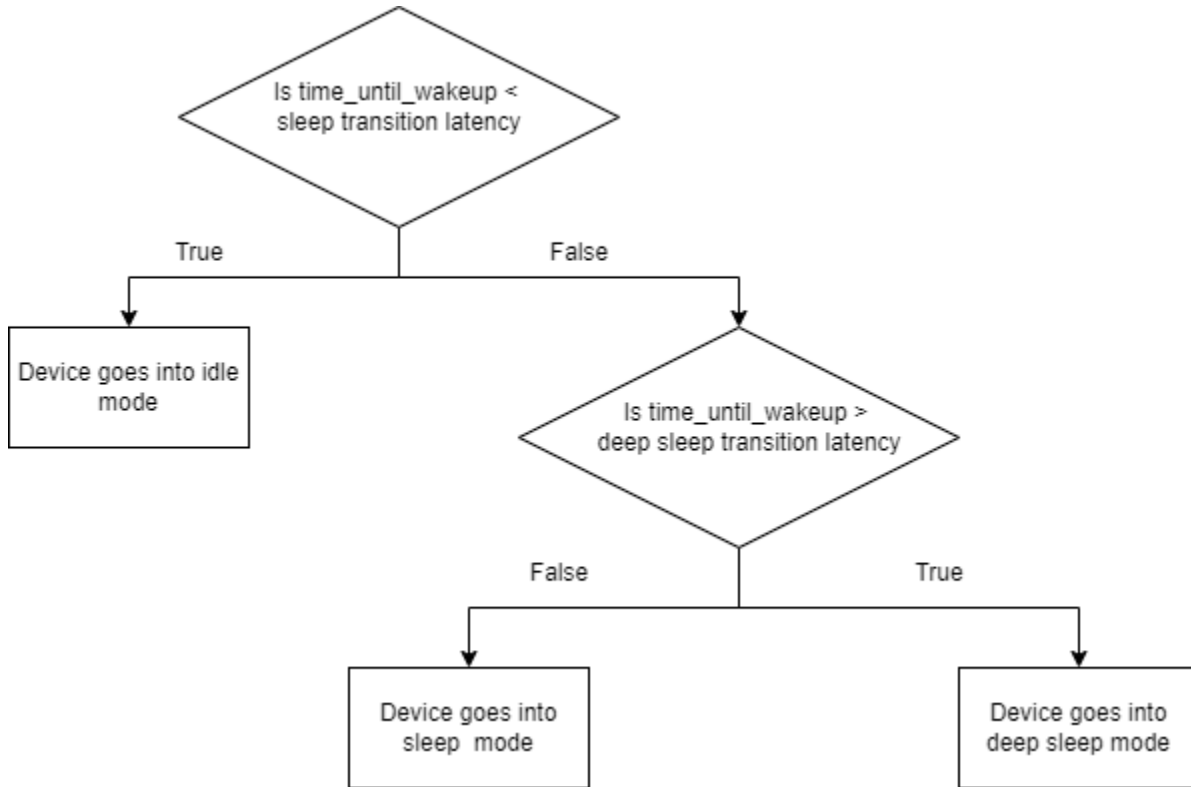 Is time_until_wakeup <
sleep transition latency
True
False
Device goes into idle
mode
Is time_until_wakeup >
deep sleep transition latency
False
True
Device goes into
sleep  mode
Device goes into
deep sleep mode